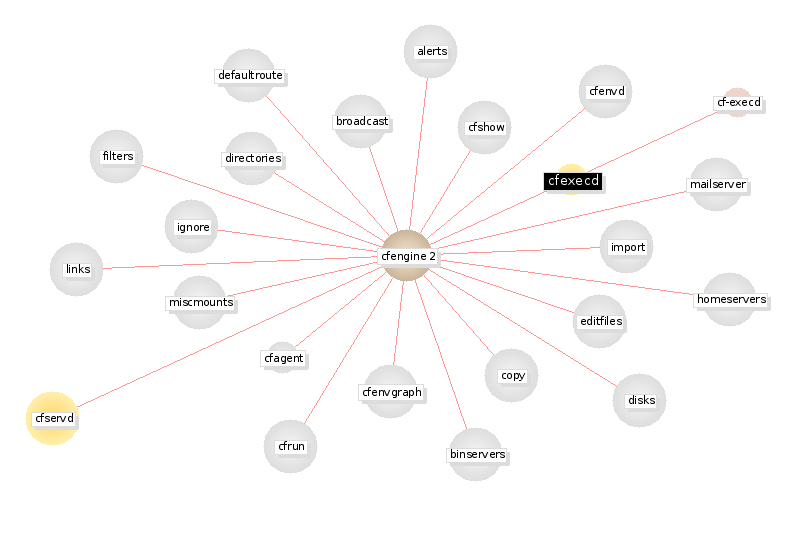 alerts
defaultroute
cfenvd
cf-execd
broadcast
cfshow
filters
directories
cfexecd
mailserver
ignore
import
cfengine 2
links
miscmounts
homeservers
editfiles
cfagent
copy
cfenvgraph
disks
cfservd
cfrun
binservers